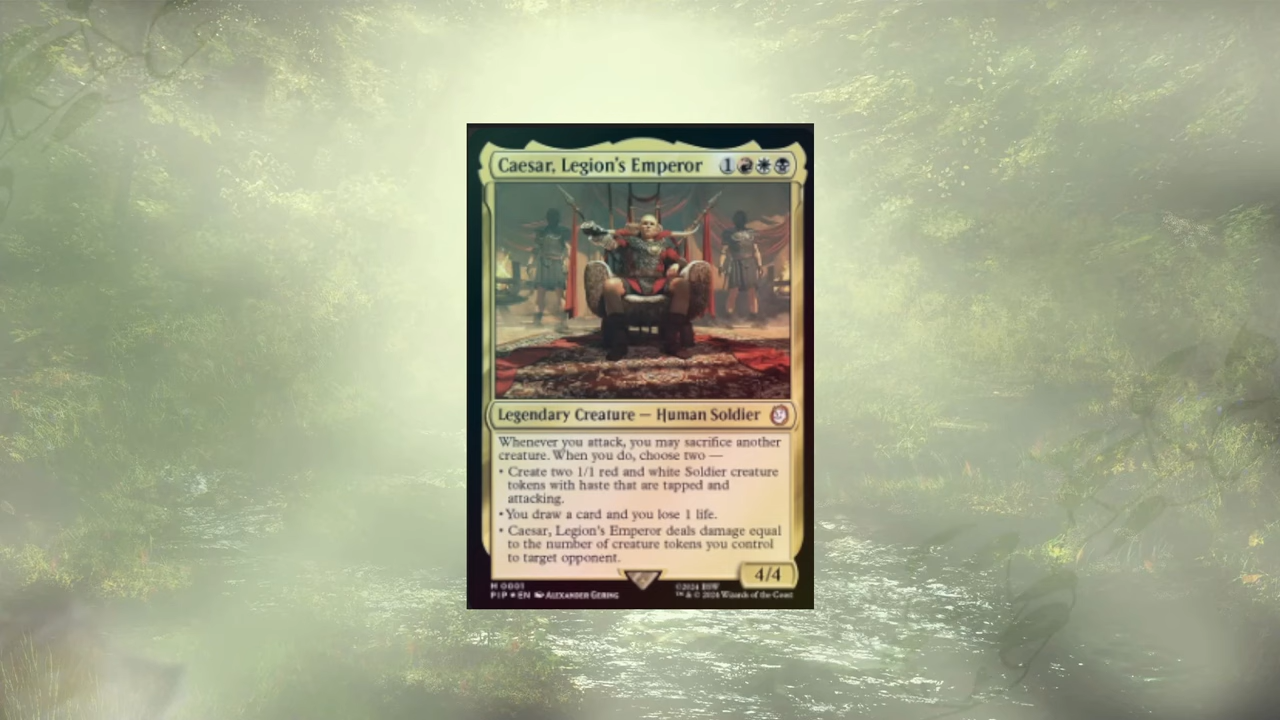 Caesar, Legion's Emperor 1
Legendary Creature — Human Soldier
Whenever you attack, you may sacrifice another
creature. When you do, choose two —
• Create two 1/1 red and white Soldier creature
tokens with haste that are tapped and
attacking.
• You draw a card and you lose 1 life.
• Caesar, Legion's Emperor deals damage equal
to the number of creature tokens you control
to target opponent.
4/4
M 0001
PIP ★ EN Alexander Gering
™ & © 2024 Wizards of the Coast